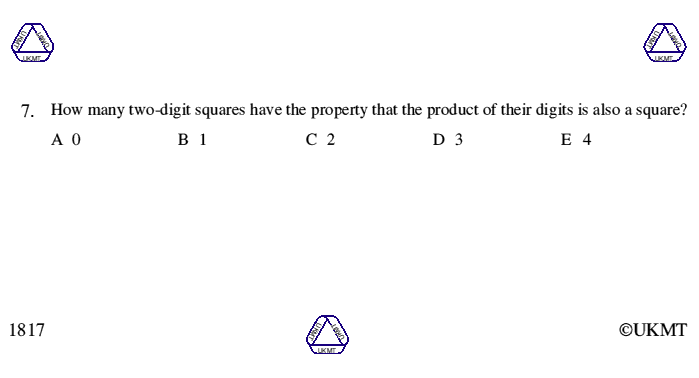 UKMT UKMT UKMT
UKMT UKMT UKMT
7. How many two-digit squares have the property that the product of their digits is also a square?
A 0 B 1 C 2 D 3 E 4
1817
UKMT UKMT UKMT
©UKMT